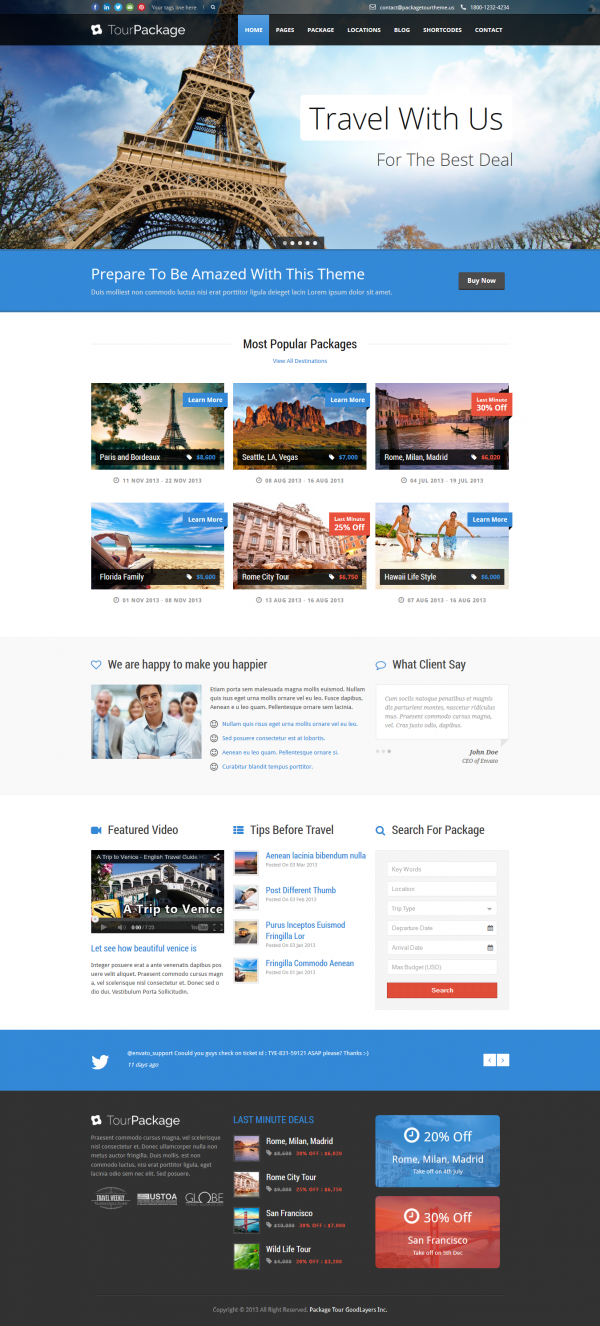 Your tags line here
contact@packagetourtheme.us
1800-1232-4234
TourPackage
HOME
PAGES
PACKAGE
LOCATIONS
BLOG
SHORTCODES
CONTACT
Travel With Us
For The Best Deal
Prepare To Be Amazed With This Theme
Duis molliest non commodo luctus nisi erat porttitor ligula deieget lacin Lorem ipsum dolor sit amet.
Buy Now
Most Popular Packages
View All Destinations
Learn More
Paris and Bordeaux
$8,600
11 NOV 2013 - 22 NOV 2013
Learn More
Seattle, LA, Vegas
$7,000
08 AUG 2013 - 16 AUG 2013
Last Minute
30% Off
Rome, Milan, Madrid
$6,020
04 JUL 2013 - 19 JUL 2013
Learn More
Florida Family
$5,600
01 NOV 2013 - 08 NOV 2013
Last Minute
25% Off
Rome City Tour
$6,750
13 AUG 2013 - 16 AUG 2013
Learn More
Hawaii Life Style
$6,000
07 AUG 2013 - 16 AUG 2013
We are happy to make you happier
Etiam porta sem malesuada magna mollis euismod. Nullam
quis risus eget urna mollis ornare vel eu leo. Fusce dapibus,
Aenean e u leo quam. Pellentesque ornare sem lacinia.
Nullam quis risus eget urna mollis ornare vel eu leo.
Sed posuere consectetur est at lobortis.
Aenean eu leo quam. Pellentesque ornare si.
Curabitur blandit tempus porttitor.
What Client Say
Cum sociis natoque penatibus et magnis
dis parturient montes, nascetur ridiculus
mus. Praesent commodo cursus magna,
vel. Cras justo odio, dapibus.
John Doe
CEO of Envato
Featured Video
A Trip to Venice - English Travel Guide
A Trip to Venice
0:00 / 7:23
YouTube
Let see how beautiful venice is
Integer posuere erat a ante venenatis dapibus pos
uere velit aliquet. Praesent commodo cursus magn
a, vel scelerisque nisl consectetur et. Donec sed o
dio dui. Vestibulum Porta Sollicitudin.
Tips Before Travel
Aenean lacinia bibendum nulla
Posted On 03 Mar 2013
Post Different Thumb
Posted On 03 Feb 2013
Purus Inceptos Euismod
Fringilla Lor
Posted On 03 Jan 2013
Fringilla Commodo Aenean
Posted On 01 Jan 2013
Search For Package
Key Words
Location
Trip Type
Departure Date
Arrival Date
Max Budget (USD)
Search
@envato_support Coould you guys check on ticket id : TYE-831-59121 ASAP please? Thanks :-)
11 days ago
TourPackage
Praesent commodo cursus magna, vel scelerisque
nisl consectetur et. Donec ullamcorper nulla non
metus auctor fringilla. Duis mollis, est non
commodo luctus, nisi erat porttitor ligula, eget
lacinia odio sem nec elit. Sed posuere.
TRAVEL WEEKLY
USTOA
GLOBE
LAST MINUTE DEALS
Rome, Milan, Madrid
$8,600 30% OFF : $6,020
Rome City Tour
$9,000 25% OFF : $6,750
San Francisco
$10,000 30% OFF : $7,000
Wild Life Tour
$4,000 20% OFF : $3,200
20% Off
Rome, Milan, Madrid
Take off on 4th July
30% Off
San Francisco
Take off on 5th Dec
Copyright © 2013 All Right Reserved. Package Tour GoodLayers Inc.